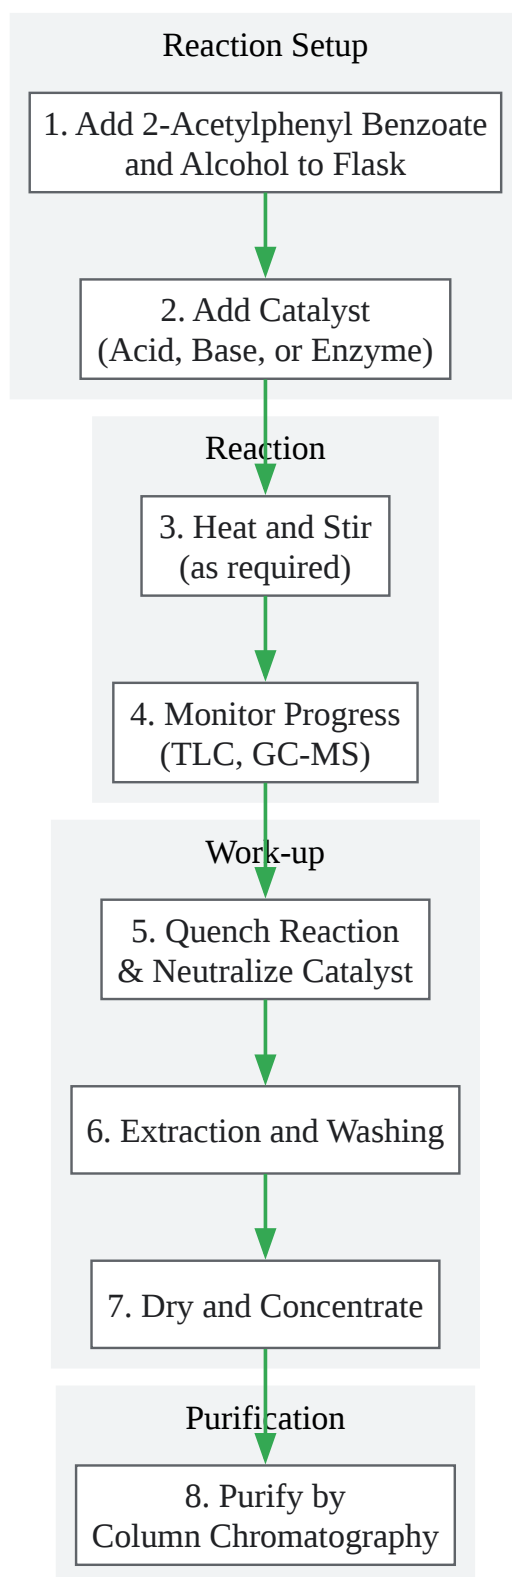 Reaction Setup
1. Add 2-Acetylphenyl Benzoate
and Alcohol to Flask
2. Add Catalyst
(Acid, Base, or Enzyme)
Reaction
3. Heat and Stir
(as required)
4. Monitor Progress
(TLC, GC-MS)
Work-up
5. Quench Reaction
& Neutralize Catalyst
6. Extraction and Washing
7. Dry and Concentrate
Purification
8. Purify by
Column Chromatography